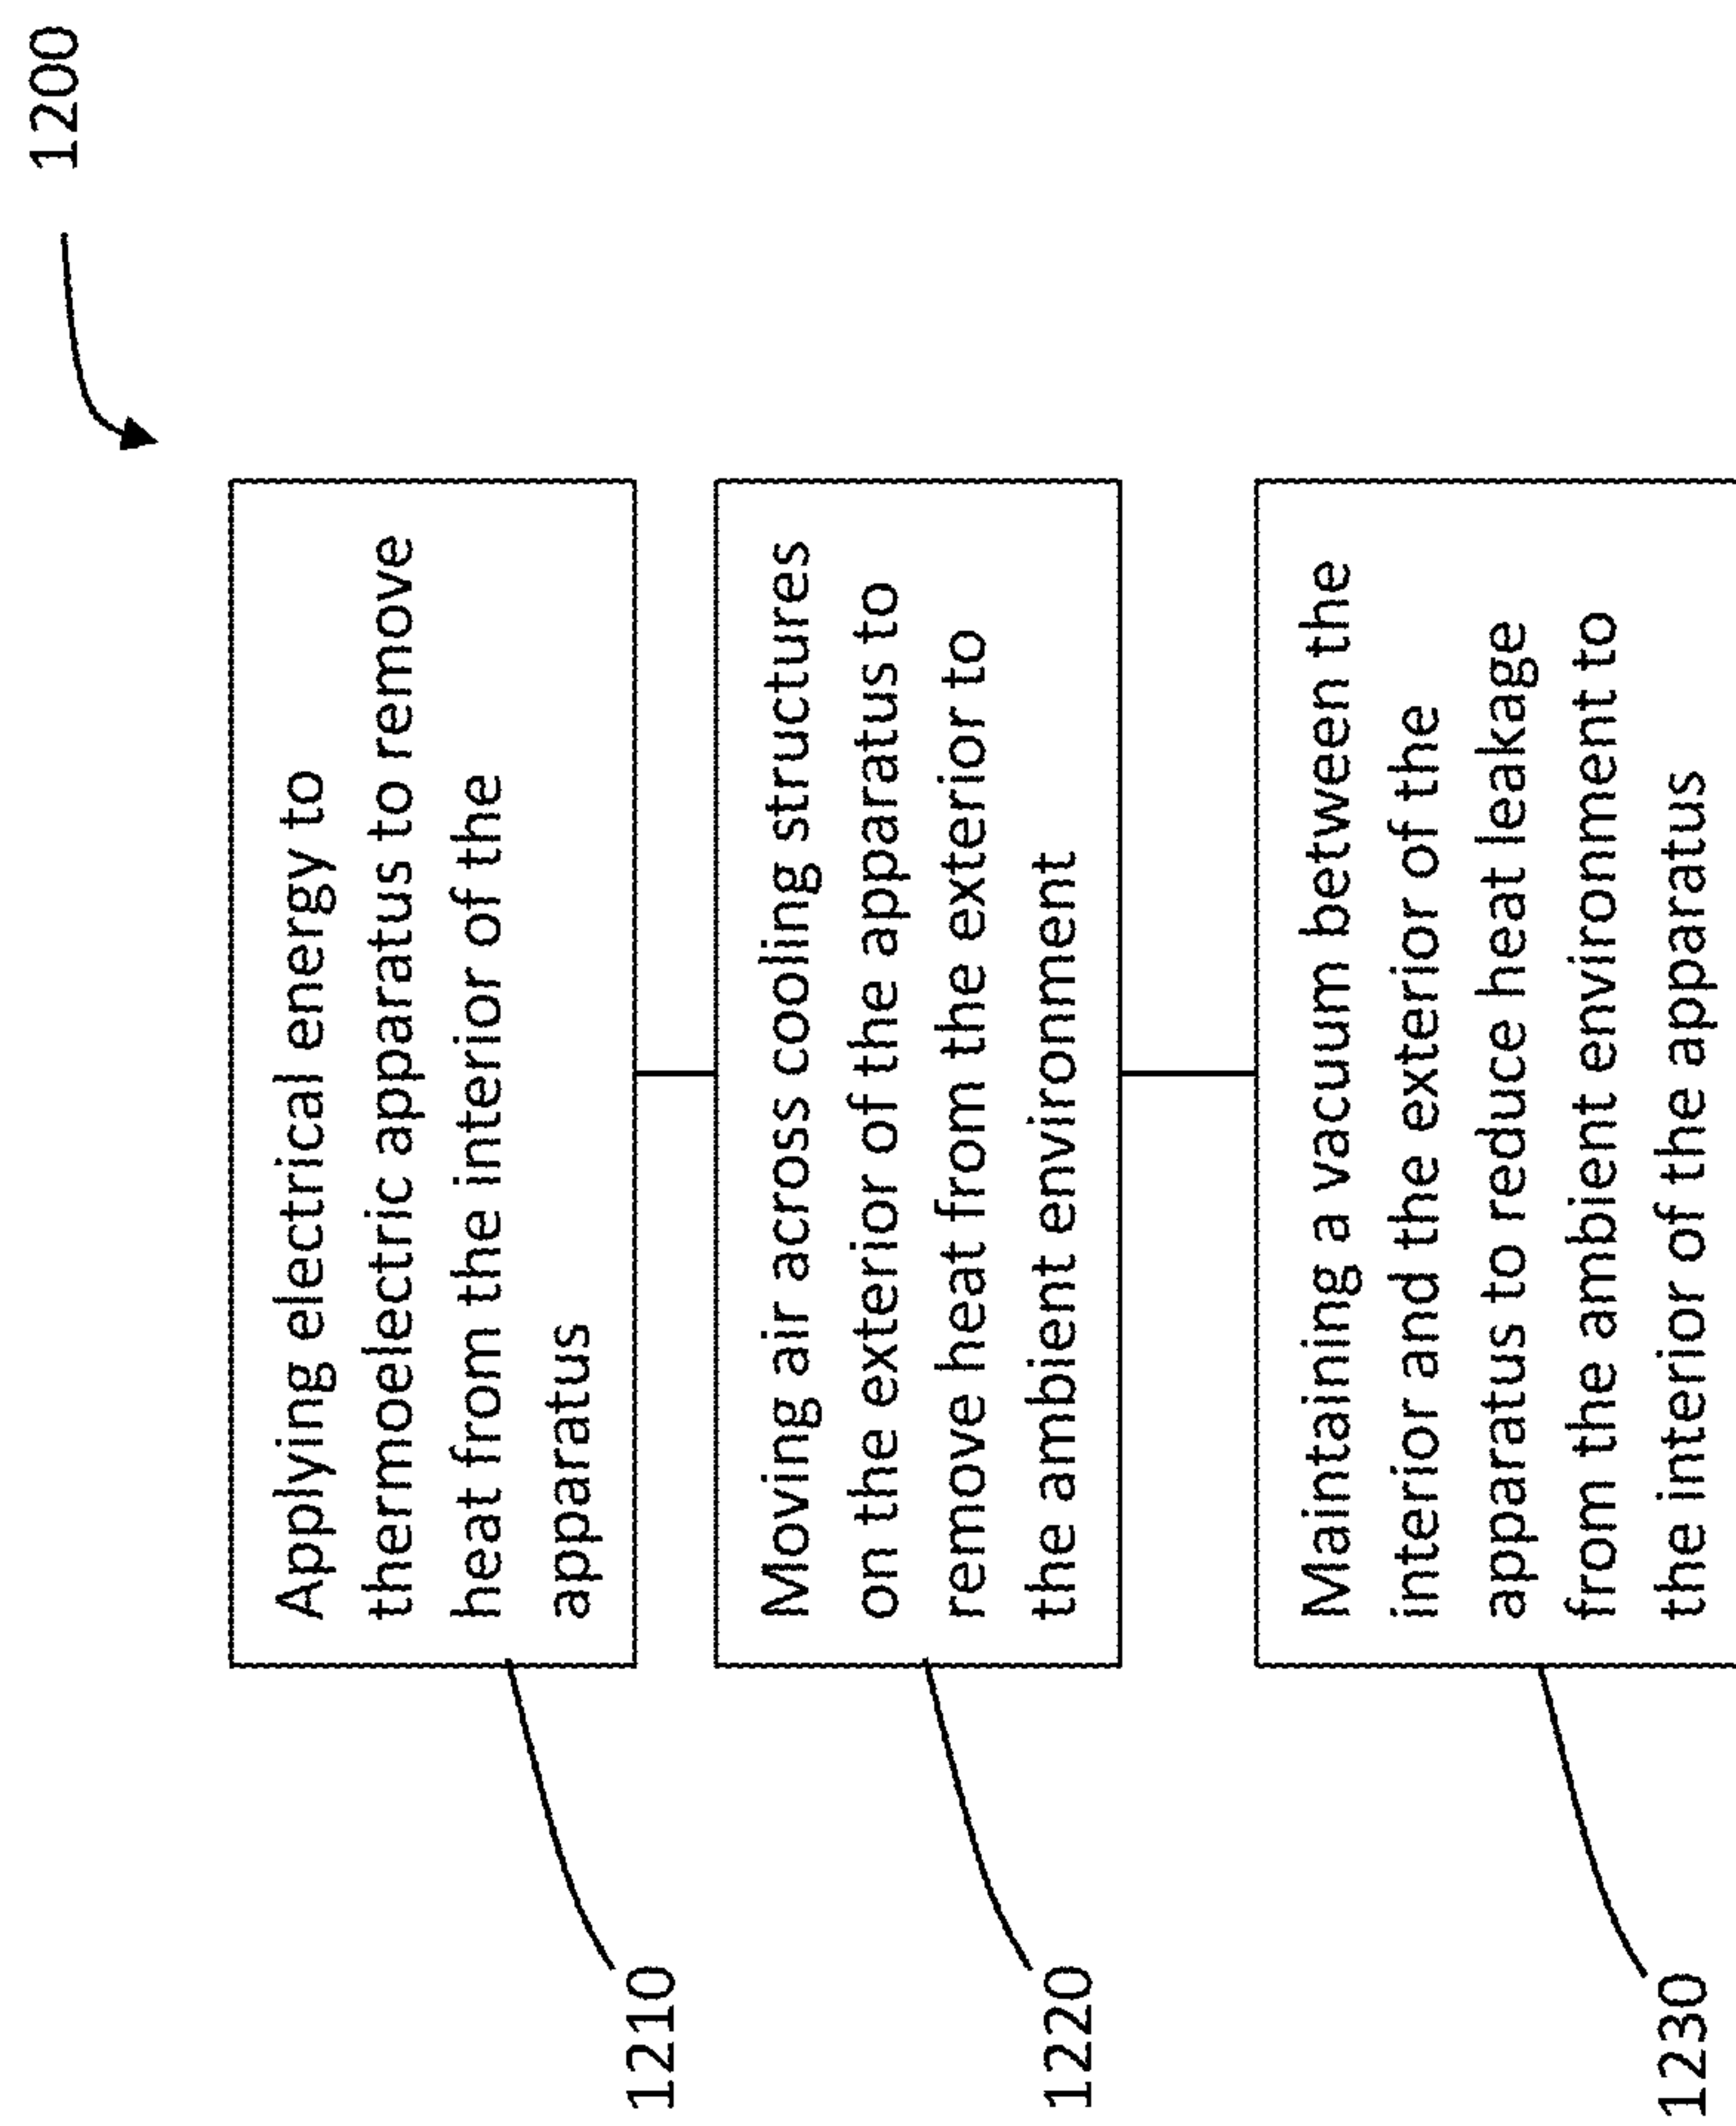 1200
Applying electrical energy to
thermoelectric apparatus to remove
heat from the interior of the
apparatus
1210
Moving air across cooling structures
on the exterior of the apparatus to
remove heat from the exterior to
the ambient environment
1220
Maintaining a vacuum between the
interior and the exterior of the
apparatus to reduce heat leakage
from the ambient environment to
the interior of the apparatus
1230